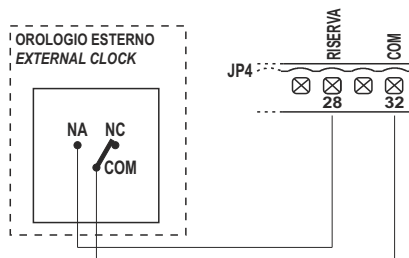 OROLOGIO ESTERNO
EXTERNAL CLOCK
NA NC
COM
JP4
RISERVA
COM
28 32